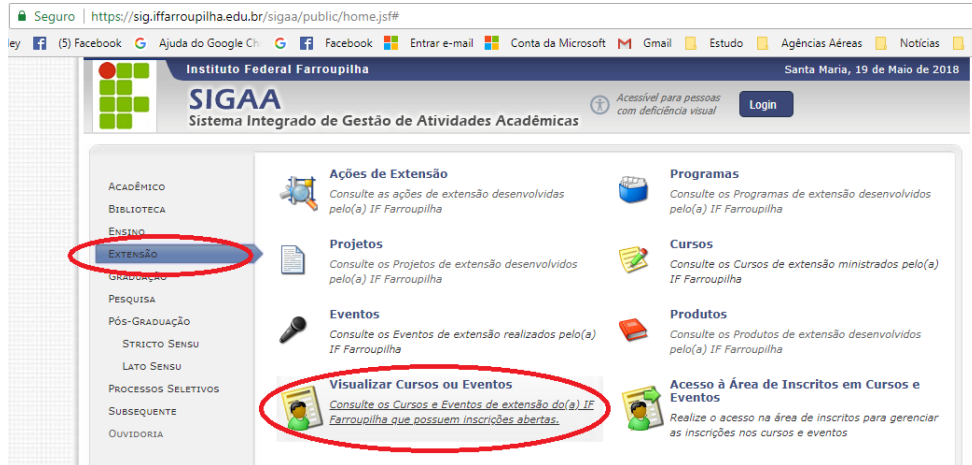 Seguro | https://sig.iffarroupilha.edu.br/sigaa/public/home.jsf#
ley (5) Facebook Ajuda do Google Ch Facebook Entrar e-mail Conta da Microsoft Gmail Estudo Agências Aéreas Notícias
Instituto Federal Farroupilha Santa Maria, 19 de Maio de 2018
SIGAA
Sistema Integrado de Gestão de Atividades Acadêmicas
Acessível para pessoas
com deficiência visual
Login
Acadêmico
Biblioteca
Ensino
Extensão
Graduação
Pesquisa
Pós-Graduação
Stricto Sensu
Lato Sensu
Processos Seletivos
Subsequente
Ouvidoria
Ações de Extensão
Consulte as ações de extensão desenvolvidas
pelo(a) IF Farroupilha
Programas
Consulte os Programas de extensão desenvolvidos
pelo(a) IF Farroupilha
Projetos
Consulte os Projetos de extensão desenvolvidos
pelo(a) IF Farroupilha
Cursos
Consulte os Cursos de extensão ministrados pelo(a)
IF Farroupilha
Eventos
Consulte os Eventos de extensão realizados pelo(a)
IF Farroupilha
Produtos
Consulte os Produtos de extensão desenvolvidos
pelo(a) IF Farroupilha
Visualizar Cursos ou Eventos
Consulte os Cursos e Eventos de extensão do(a) IF
Farroupilha que possuem inscrições abertas.
Acesso à Área de Inscritos em Cursos e
Eventos
Realize o acesso na área de inscritos para gerenciar
as inscrições nos cursos e eventos